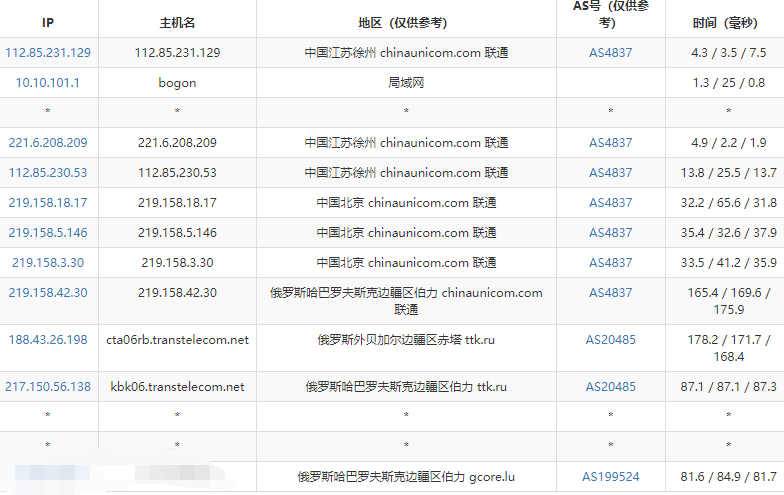 IP 主机名 地区（仅供参考） AS号（仅供参考） 时间（毫秒）
112.85.231.129 112.85.231.129 中国江苏徐州 chinaunicom.com 联通 AS4837 4.3 / 3.5 / 7.5
10.10.101.1 bogon 局域网 1.3 / 25 / 0.8
* * * * *
221.6.208.209 221.6.208.209 中国江苏徐州 chinaunicom.com 联通 AS4837 4.9 / 2.2 / 1.9
112.85.230.53 112.85.230.53 中国江苏徐州 chinaunicom.com 联通 AS4837 13.8 / 25.5 / 13.7
219.158.18.17 219.158.18.17 中国北京 chinaunicom.com 联通 AS4837 32.2 / 65.6 / 31.8
219.158.5.146 219.158.5.146 中国北京 chinaunicom.com 联通 AS4837 35.4 / 32.6 / 37.9
219.158.3.30 219.158.3.30 中国北京 chinaunicom.com 联通 AS4837 33.5 / 41.2 / 35.9
219.158.42.30 219.158.42.30 俄罗斯哈巴罗夫斯克边疆区伯力 chinaunicom.com 联通 AS4837 165.4 / 169.6 / 175.9
188.43.26.198 cta06rb.transtelecom.net 俄罗斯外贝加尔边疆区赤塔 ttk.ru AS20485 178.2 / 171.7 / 168.4
217.150.56.138 kbk06.transtelecom.net 俄罗斯哈巴罗夫斯克边疆区伯力 ttk.ru AS20485 87.1 / 87.1 / 87.3
* * * * *
* * * * *
俄罗斯哈巴罗夫斯克边疆区伯力 gcore.lu AS199524 81.6 / 84.9 / 81.7